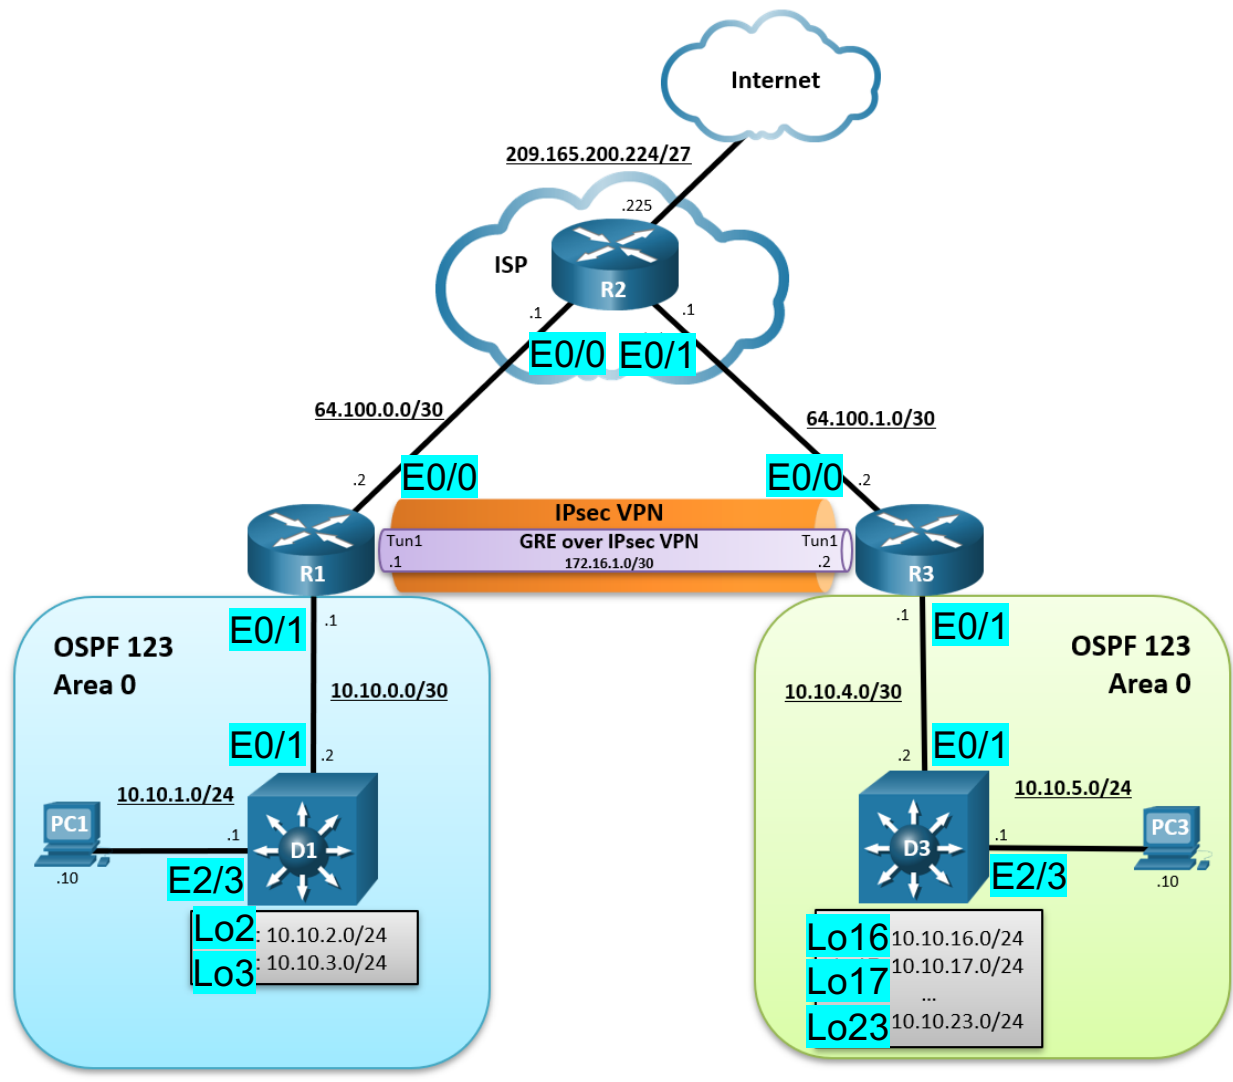 Internet
209.165.200.224/27
.225
ISP
R2
.1
.1
E0/0
E0/1
64.100.0.0/30
64.100.1.0/30
.2
E0/0
E0/0
.2
IPsec VPN
Tun1
GRE over IPsec VPN
Tun1
.1
172.16.1.0/30
.2
R1
R3
E0/1
.1
.1
E0/1
OSPF 123
Area 0
OSPF 123
Area 0
10.10.0.0/30
10.10.4.0/30
E0/1
.2
.2
E0/1
10.10.1.0/24
10.10.5.0/24
PC1
.1
D1
D3
.1
PC3
.10
E2/3
E2/3
.10
Lo2 : 10.10.2.0/24
Lo3 : 10.10.3.0/24
Lo16 10.10.16.0/24
Lo17 10.10.17.0/24
...
Lo23 10.10.23.0/24